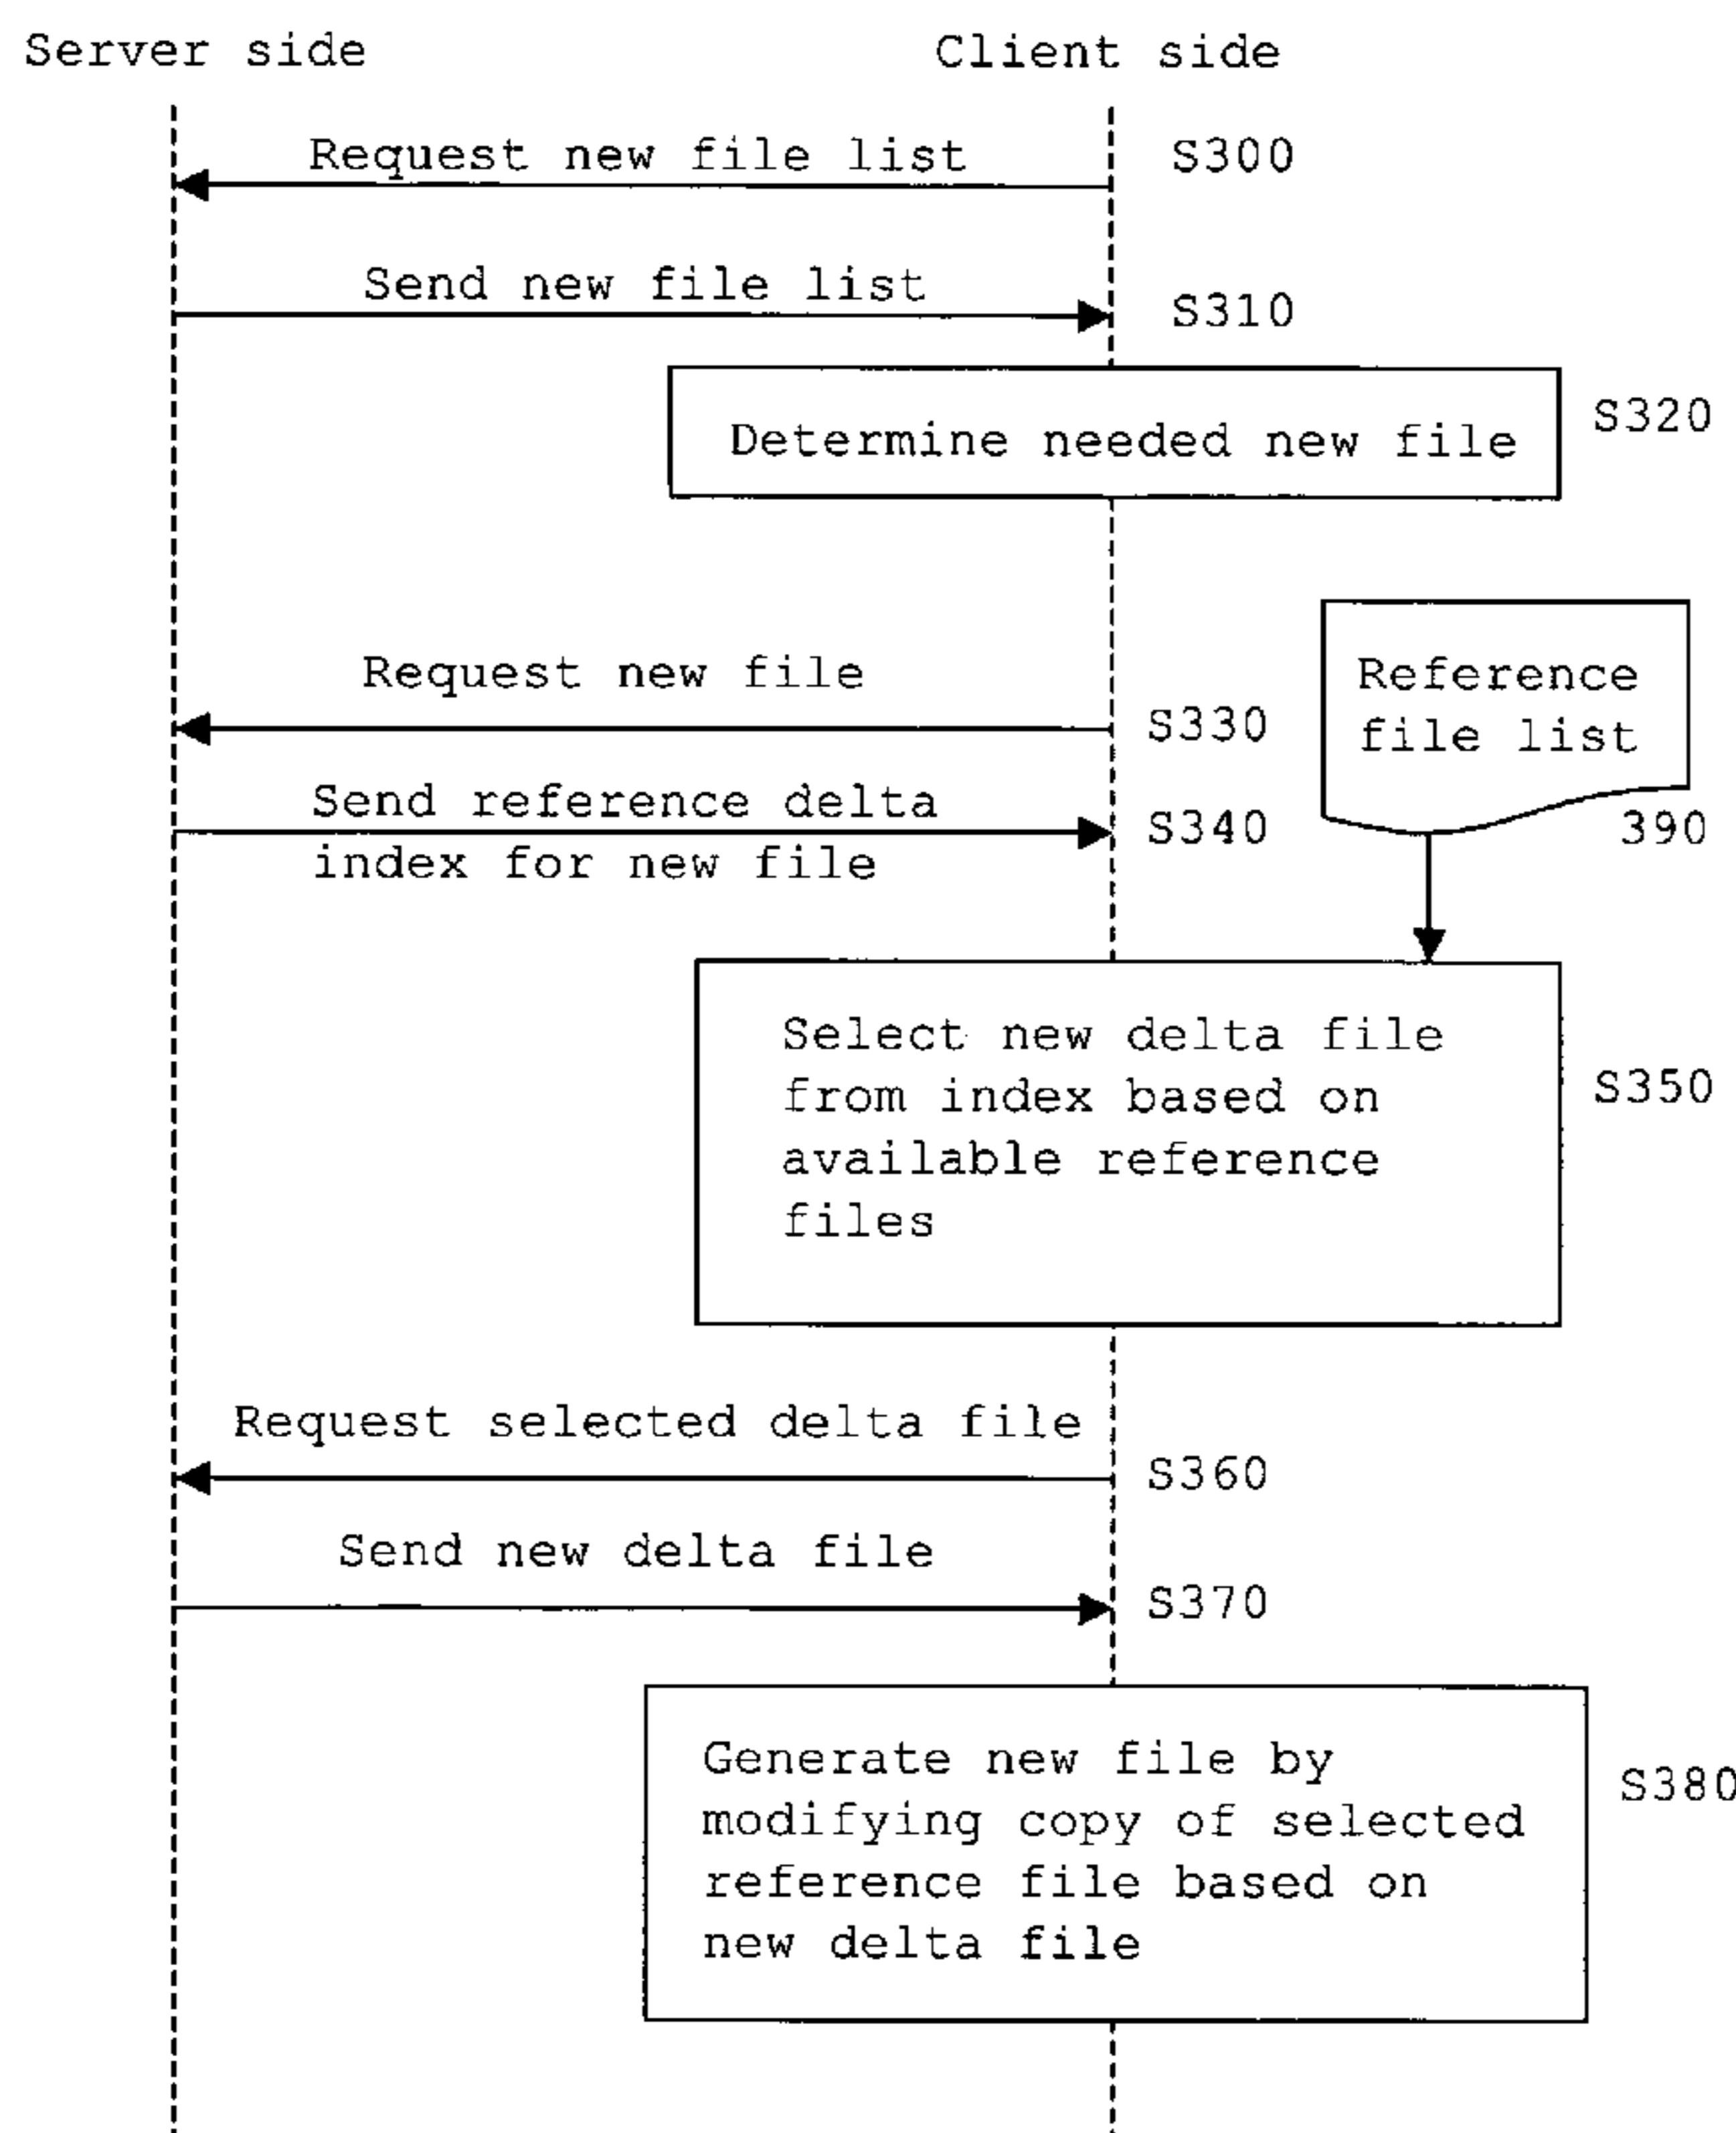 Server side
Client side
Request new file list
S300
Send new file list
S310
Determine needed new file
S320
Request new file
S330
Reference
file list
390
Send reference delta
index for new file
S340
Select new delta file
from index based on
available reference
files
S350
Request selected delta file
S360
Send new delta file
S370
Generate new file by
modifying copy of selected
reference file based on
new delta file
S380